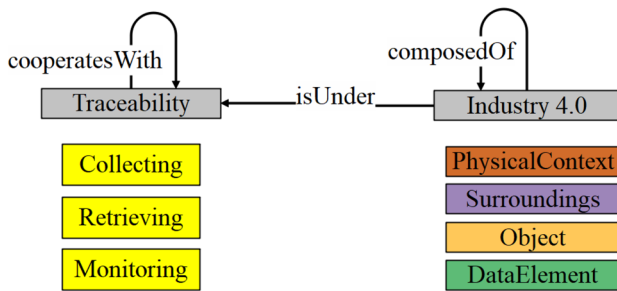 cooperatesWith
composedOf
Traceability
isUnder
Industry 4.0
Collecting
Retrieving
Monitoring
PhysicalContext
Surroundings
Object
DataElement